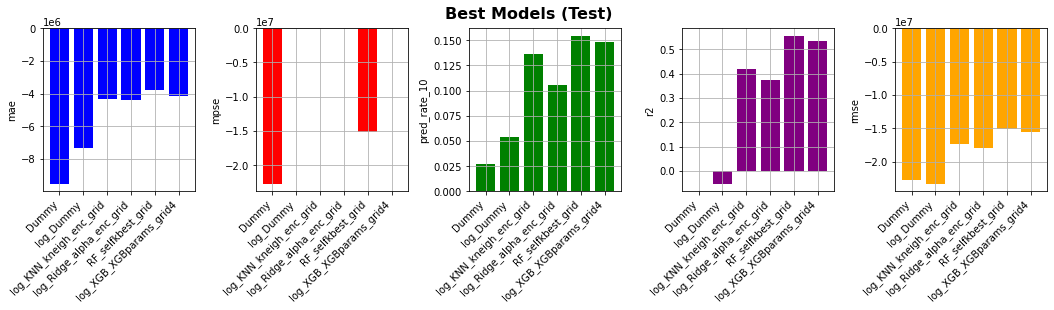 Best Models (Test)
1e6
mae
0
−2
−4
−6
−8
Dummy
log_Dummy
log_KNN_kneigh_enc_grid
log_Ridge_alpha_enc_grid
RF_selfkbest_grid
log_XGB_XGBparams_grid4
1e7
mpse
0.0
−0.5
−1.0
−1.5
−2.0
Dummy
log_Dummy
log_KNN_kneigh_enc_grid
log_Ridge_alpha_enc_grid
RF_selfkbest_grid
log_XGB_XGBparams_grid4
pred_rate_10
0.150
0.125
0.100
0.075
0.050
0.025
0.000
Dummy
log_Dummy
log_KNN_kneigh_enc_grid
log_Ridge_alpha_enc_grid
RF_selfkbest_grid
log_XGB_XGBparams_grid4
r2
0.5
0.4
0.3
0.2
0.1
0.0
Dummy
log_Dummy
log_KNN_kneigh_enc_grid
log_Ridge_alpha_enc_grid
RF_selfkbest_grid
log_XGB_XGBparams_grid4
1e7
rmse
0.0
−0.5
−1.0
−1.5
−2.0
Dummy
log_Dummy
log_KNN_kneigh_enc_grid
log_Ridge_alpha_enc_grid
RF_selfkbest_grid
log_XGB_XGBparams_grid4